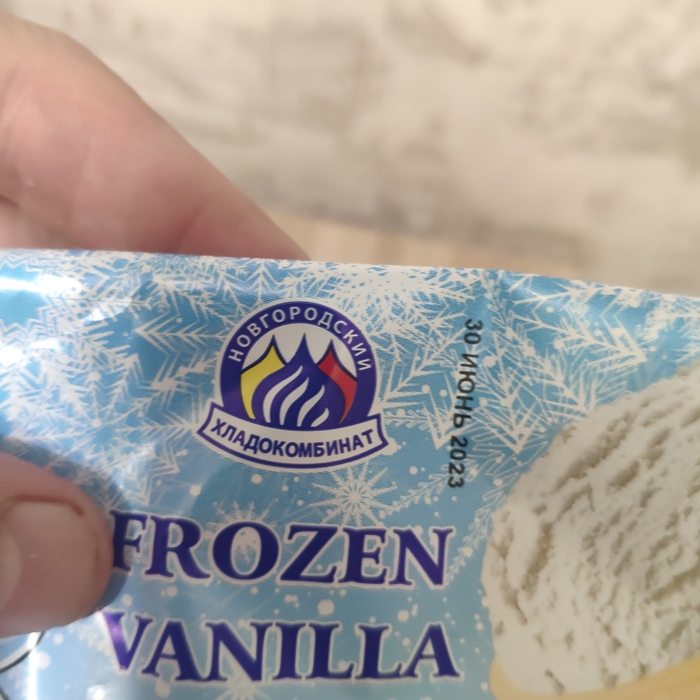 НОВГОРОДСКИЙ
ХЛАДОКОМБИНАТ
30 ИЮНЬ 2023
FROZEN
VANILLA